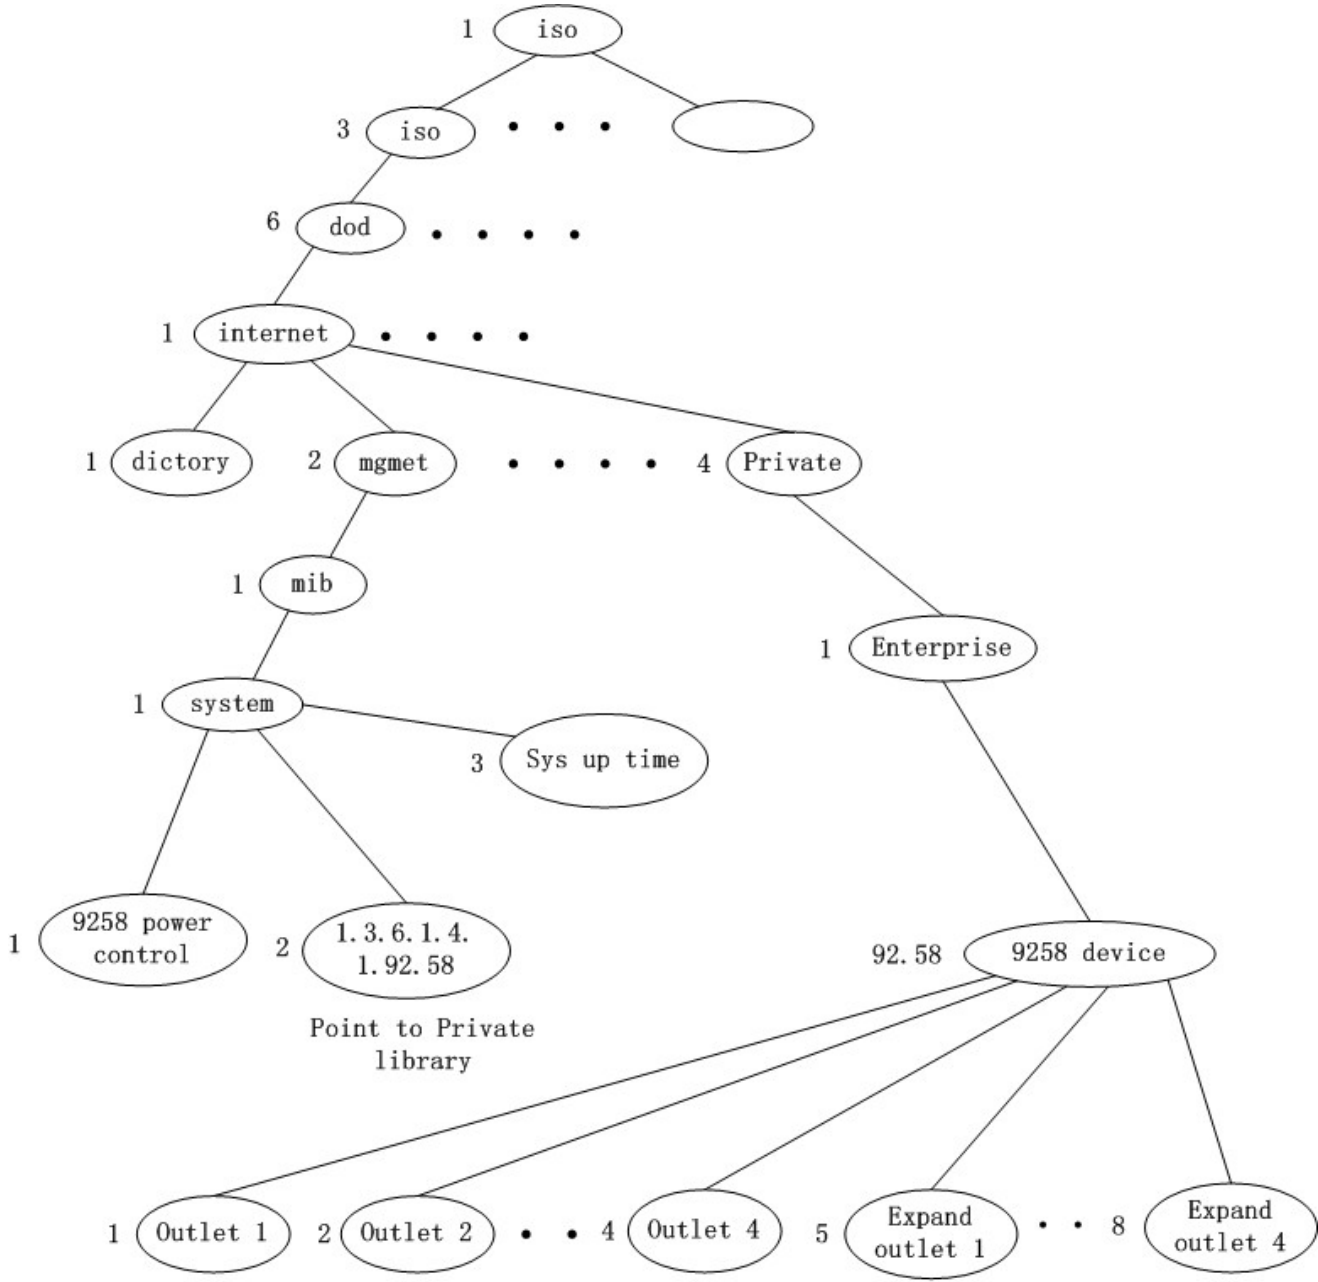 1 iso
3 iso
6 dod
1 internet
1 dictory 2 mgmet 4 Private
1 mib
1 Enterprise
1 system
3 Sys up time
1 9258 power
control
2 1.3.6.1.4.
1.92.58
92.58 9258 device
Point to Private
library
1 Outlet 1 2 Outlet 2 4 Outlet 4 5 Expand
outlet 1
8 Expand
outlet 4